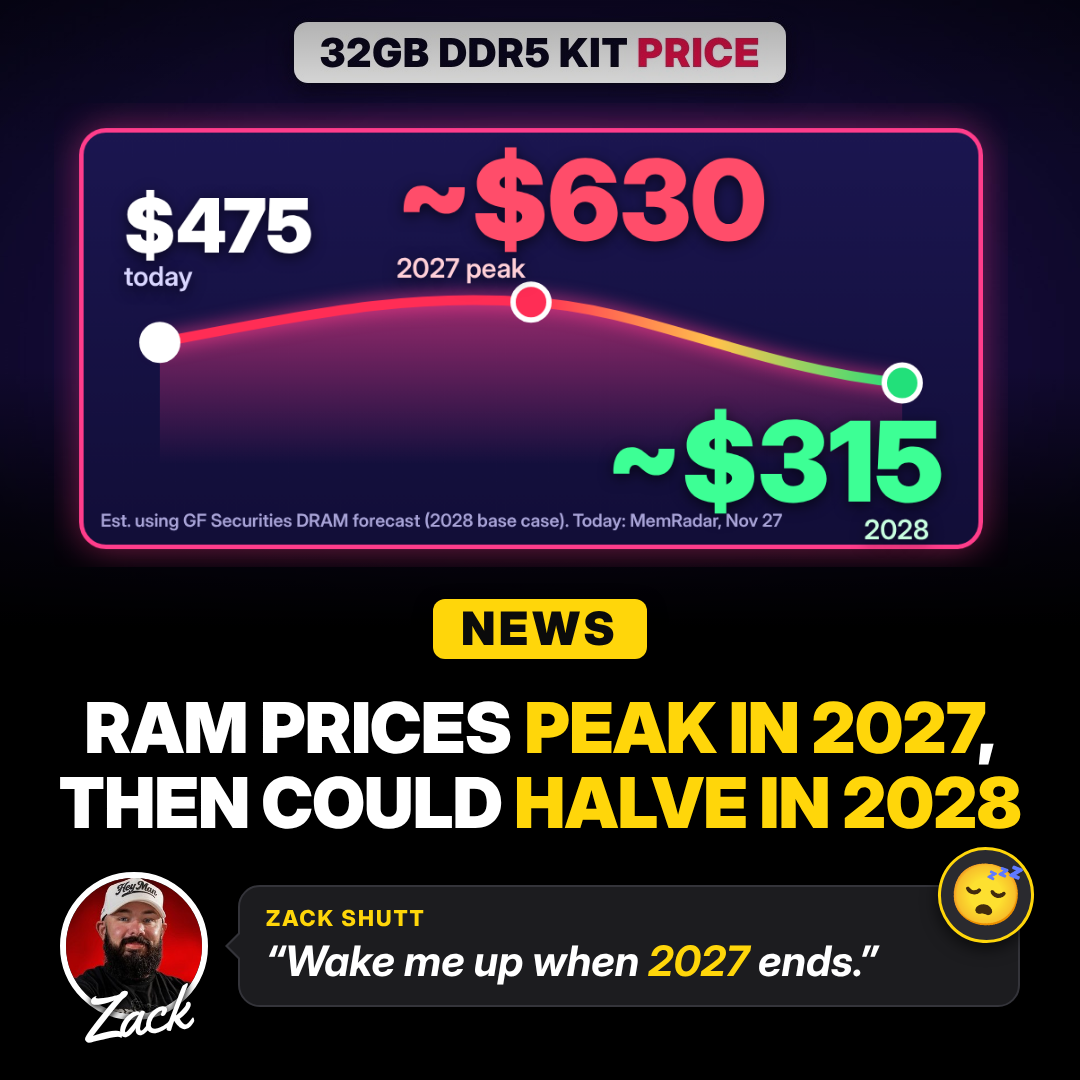 32GB DDR5 KIT PRICE
$475
today
~$630
2027 peak
~$315
2028
Est. using GF Securities DRAM forecast (2028 base case). Today: MemRadar, Nov 27
NEWS
RAM PRICES PEAK IN 2027,
THEN COULD HALVE IN 2028
Hey Man
Zack
ZACK SHUTT
“Wake me up when 2027 ends.”